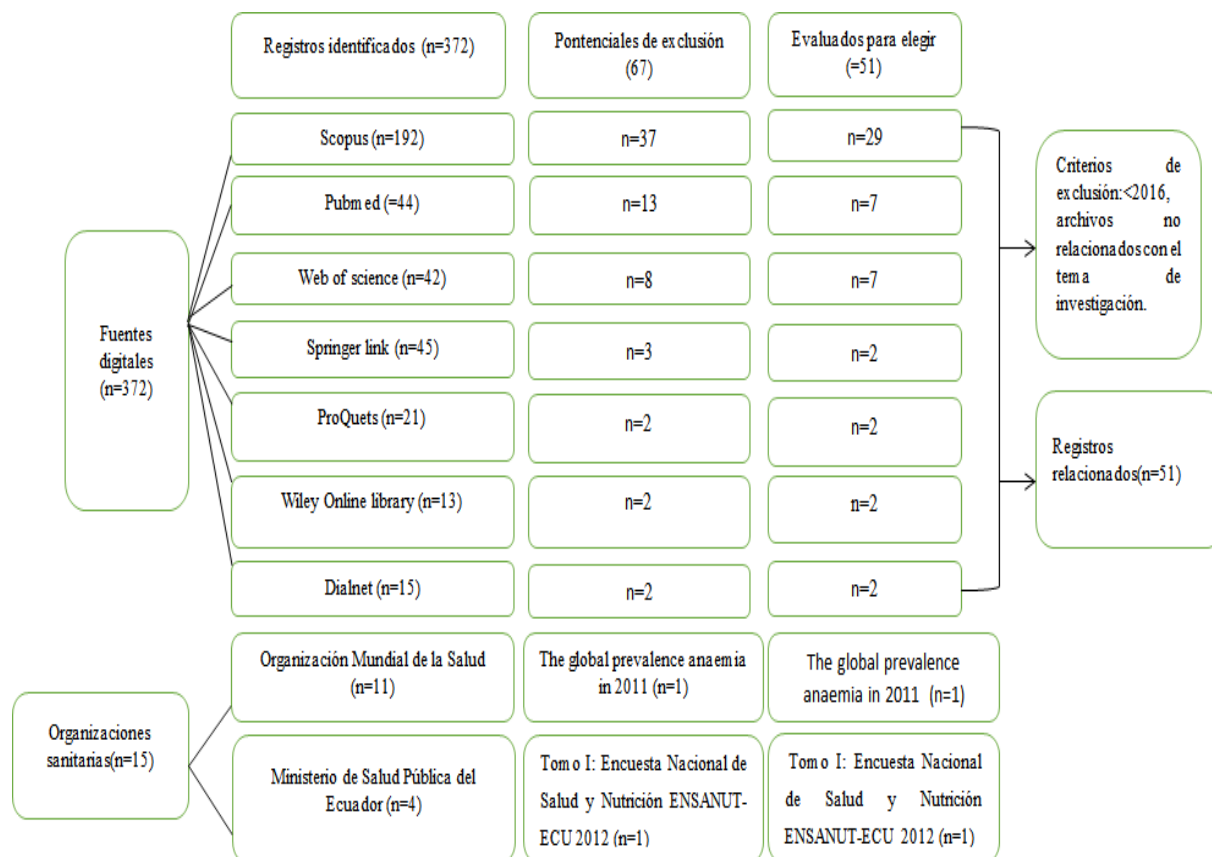 Registros identificados (n=372)
Pontenciales de exclusión
(67)
Evaluados para elegir
(=51)
Scopus (n=192)
n=37
n=29
Pubmed (=44)
n=13
n=7
Web of science (n=42)
n=8
n=7
Springer link (n=45)
n=3
n=2
ProQuets (n=21)
n=2
n=2
Wiley Online library (n=13)
n=2
n=2
Dialnet (n=15)
n=2
n=2
Fuentes
digitales
(n=372)
Criterios de
exclusión:<2016,
archivos no
relacionados con el
tema de
investigación.
Registros
relacionados(n=51)
Organizaciones
sanitarias(n=15)
Organización Mundial de la Salud
(n=11)
The global prevalence anaemia
in 2011 (n=1)
The global prevalence
anaemia in 2011 (n=1)
Ministerio de Salud Pública del
Ecuador (n=4)
Tomo I: Encuesta Nacional de
Salud y Nutrición ENSANUT-
ECU 2012 (n=1)
Tomo I: Encuesta Nacional
de Salud y Nutrición
ENSANUT-ECU 2012 (n=1)